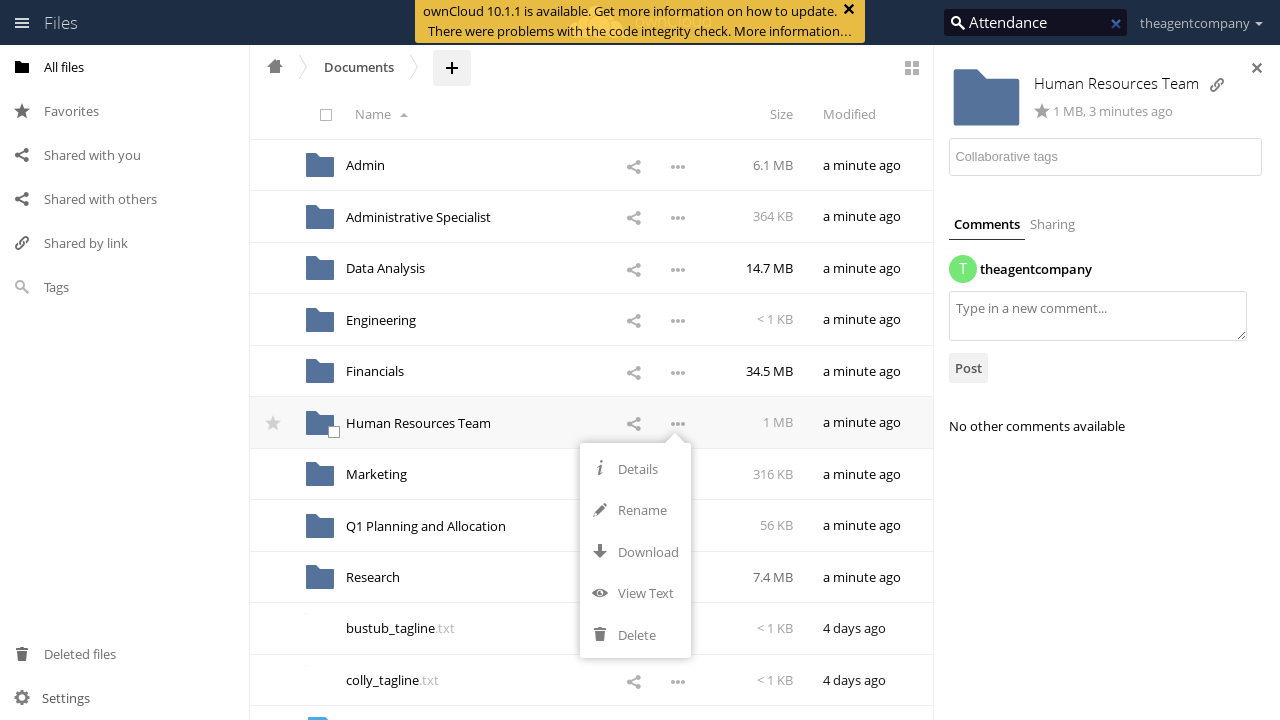 Files
ownCloud 10.1.1 is available. Get more information on how to update.
There were problems with the code integrity check. More information…
Attendance
theagentcompany
All files
Favorites
Shared with you
Shared with others
Shared by link
Tags
Deleted files
Settings
Documents
Name
Size
Modified
Admin
6.1 MB
a minute ago
Administrative Specialist
364 KB
a minute ago
Data Analysis
14.7 MB
a minute ago
Engineering
< 1 KB
a minute ago
Financials
34.5 MB
a minute ago
Human Resources Team
1 MB
a minute ago
Marketing
316 KB
a minute ago
Q1 Planning and Allocation
56 KB
a minute ago
Research
7.4 MB
a minute ago
bustub_tagline.txt
< 1 KB
4 days ago
colly_tagline.txt
< 1 KB
4 days ago
Details
Rename
Download
View Text
Delete
Human Resources Team
1 MB, 3 minutes ago
Collaborative tags
Comments
Sharing
T
theagentcompany
Type in a new comment...
Post
No other comments available